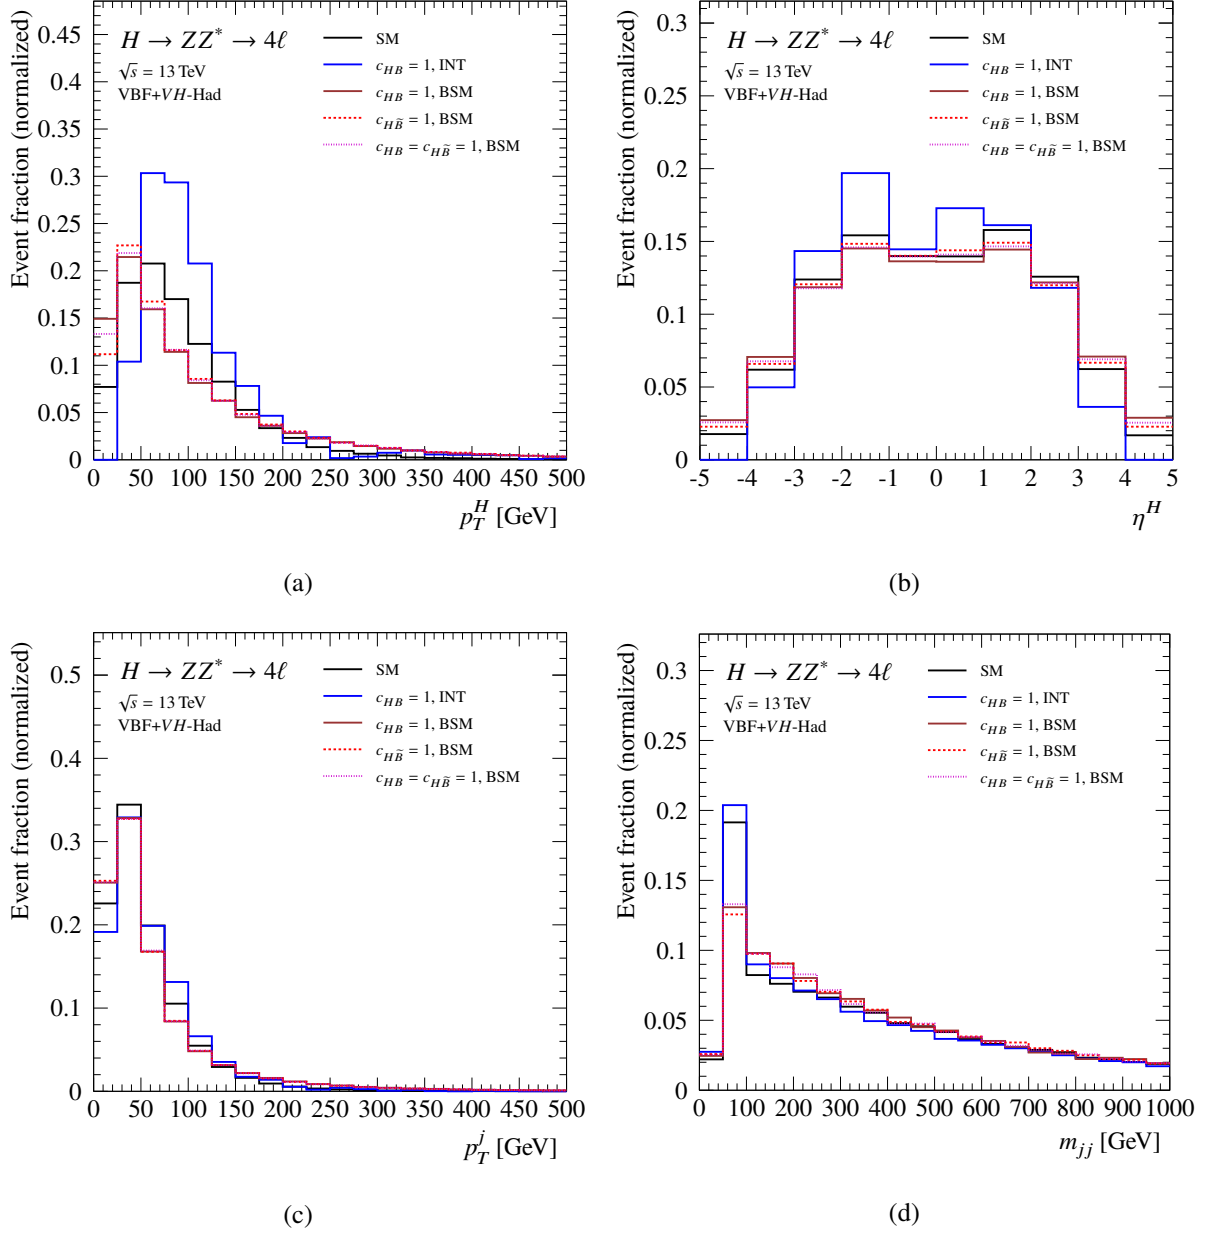 H → ZZ* → 4ℓ
√s = 13 TeV
VBF+VH-Had
SM
c_HB = 1, INT
c_HB = 1, BSM
c_HB̃ = 1, BSM
c_HB = c_HB̃ = 1, BSM
Event fraction (normalized)
0.45
0.4
0.35
0.3
0.25
0.2
0.15
0.1
0.05
0
0 50 100 150 200 250 300 350 400 450 500
p_T^H [GeV]
(a)
H → ZZ* → 4ℓ
√s = 13 TeV
VBF+VH-Had
SM
c_HB = 1, INT
c_HB = 1, BSM
c_HB̃ = 1, BSM
c_HB = c_HB̃ = 1, BSM
Event fraction (normalized)
0.3
0.25
0.2
0.15
0.1
0.05
0
-5 -4 -3 -2 -1 0 1 2 3 4 5
η^H
(b)
H → ZZ* → 4ℓ
√s = 13 TeV
VBF+VH-Had
SM
c_HB = 1, INT
c_HB = 1, BSM
c_HB̃ = 1, BSM
c_HB = c_HB̃ = 1, BSM
Event fraction (normalized)
0.5
0.4
0.3
0.2
0.1
0
0 50 100 150 200 250 300 350 400 450 500
p_T^j [GeV]
(c)
H → ZZ* → 4ℓ
√s = 13 TeV
VBF+VH-Had
SM
c_HB = 1, INT
c_HB = 1, BSM
c_HB̃ = 1, BSM
c_HB = c_HB̃ = 1, BSM
Event fraction (normalized)
0.3
0.25
0.2
0.15
0.1
0.05
0
0 100 200 300 400 500 600 700 800 900 1000
m_jj [GeV]
(d)